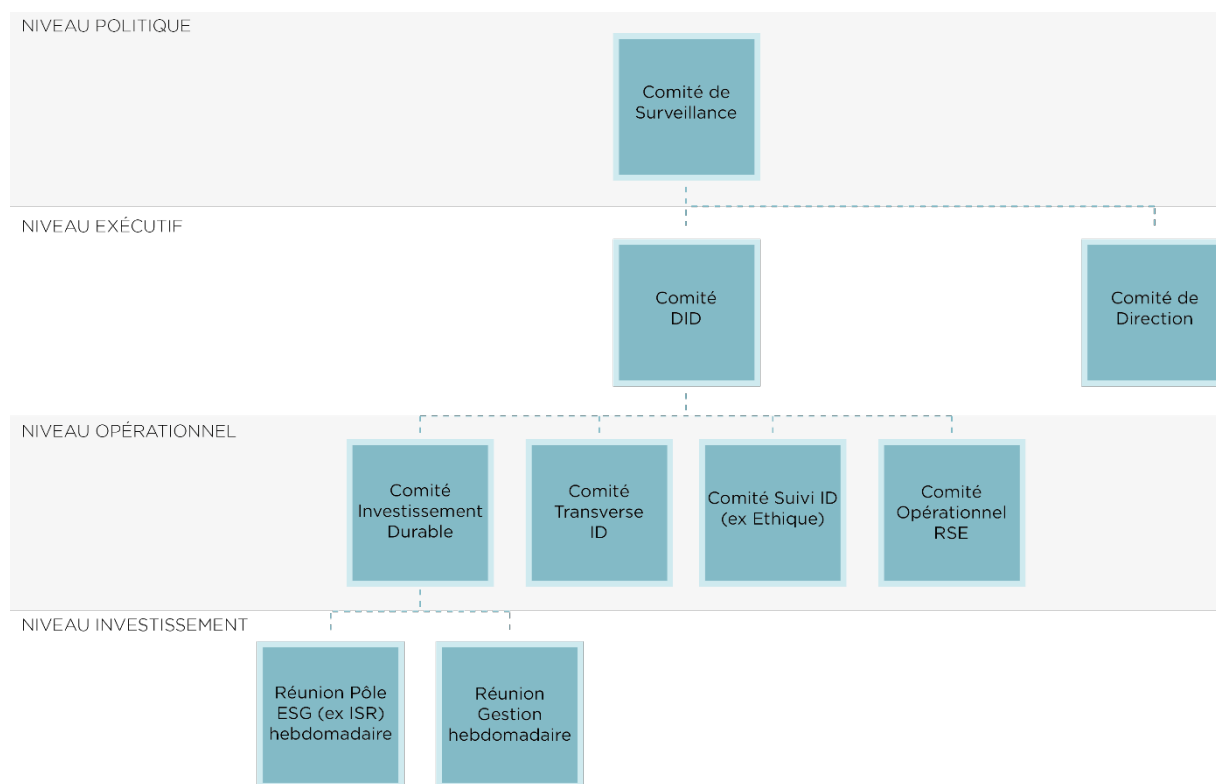 NIVEAU POLITIQUE
Comité de
Surveillance
NIVEAU EXÉCUTIF
Comité
DID
Comité de
Direction
NIVEAU OPÉRATIONNEL
Comité
Investissement
Durable
Comité
Transverse
ID
Comité Suivi ID
(ex Ethique)
Comité
Opérationnel
RSE
NIVEAU INVESTISSEMENT
Réunion Pôle
ESG (ex ISR)
hebdomadaire
Réunion
Gestion
hebdomadaire